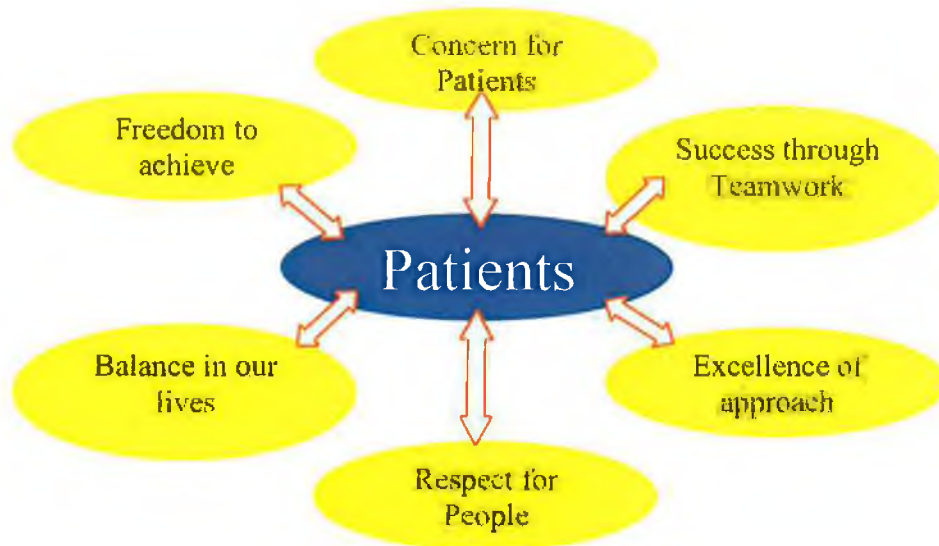 Concern for
Patients
Freedom to
achieve
Success through
Teamwork
Patients
Balance in our
lives
Excellence of
approach
Respect for
People